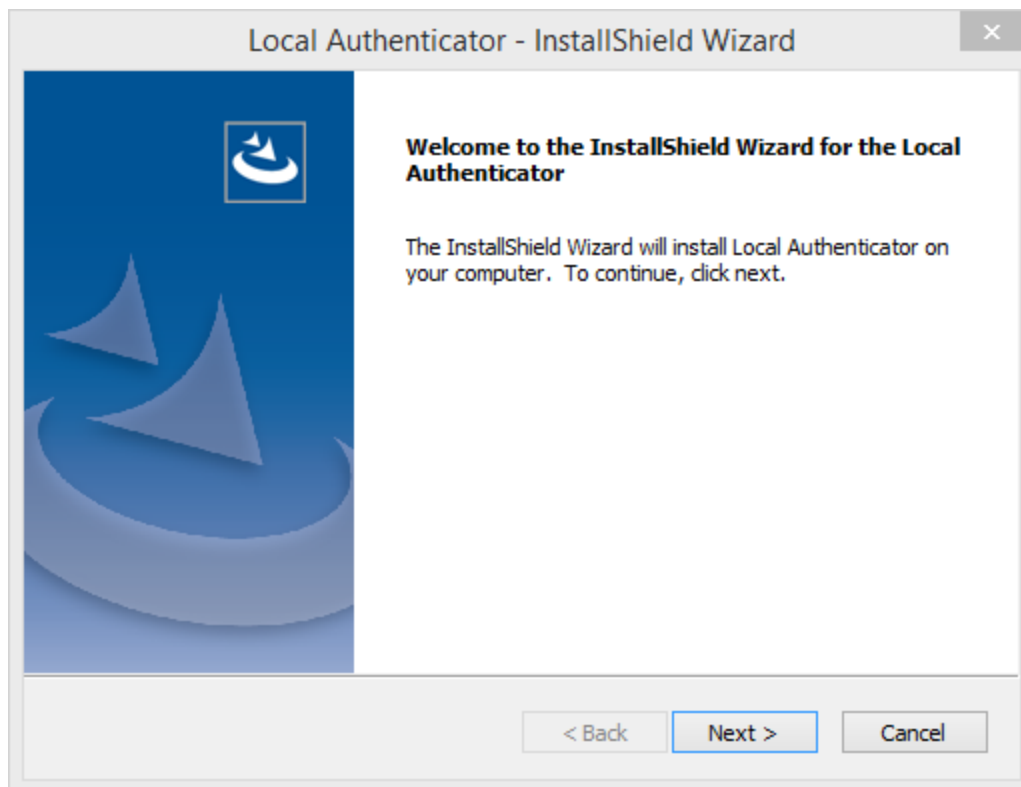 Local Authenticator - InstallShield Wizard
Welcome to the InstallShield Wizard for the Local
Authenticator
The InstallShield Wizard will install Local Authenticator on
your computer.  To continue, click next.
< Back
Next >
Cancel